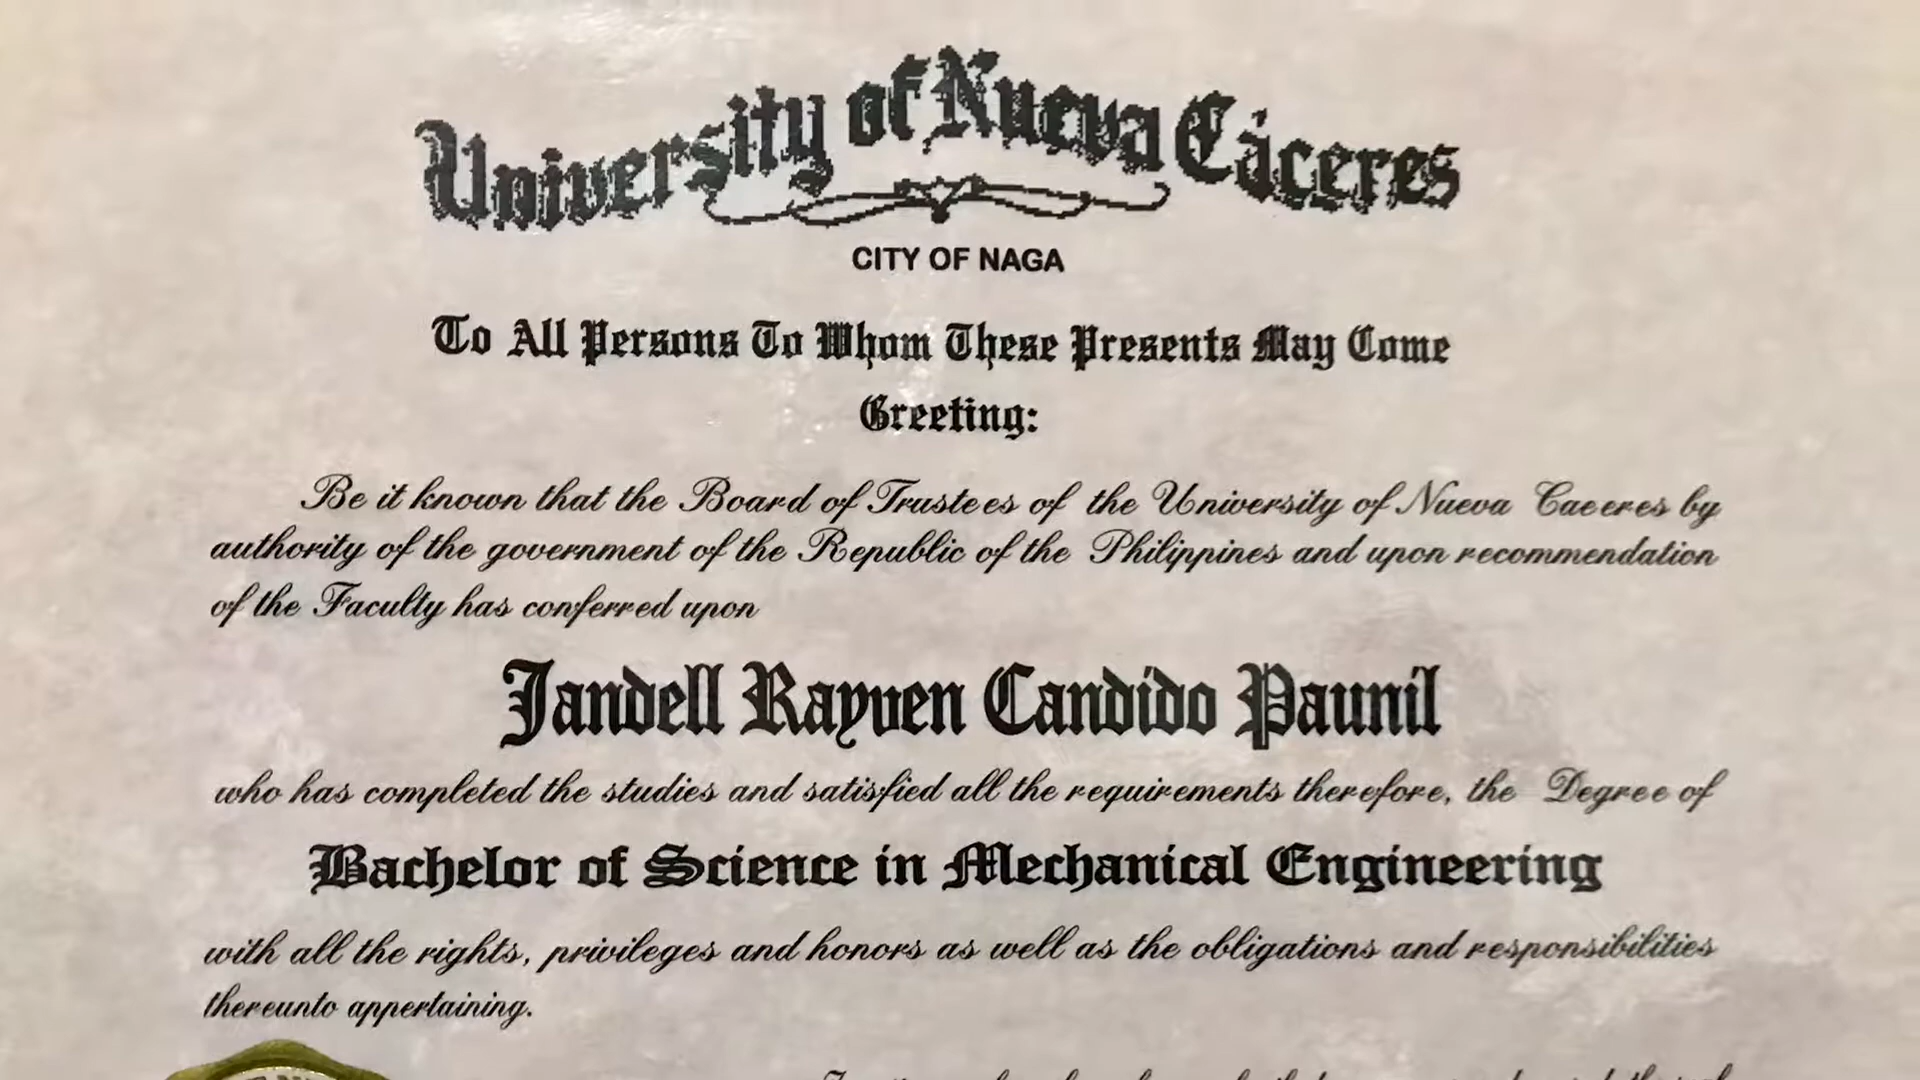 University of Nueva Cáceres
CITY OF NAGA
To All Persons To Whom These Presents May Come
Greeting:
Be it known that the Board of Trustees of the University of Nueva Caceres by
authority of the government of the Republic of the Philippines and upon recommendation
of the Faculty has conferred upon
Jandell Rayven Candido Paunil
who has completed the studies and satisfied all the requirements therefore, the Degree of
Bachelor of Science in Mechanical Engineering
with all the rights, privileges and honors as well as the obligations and responsibilities
thereunto appertaining.